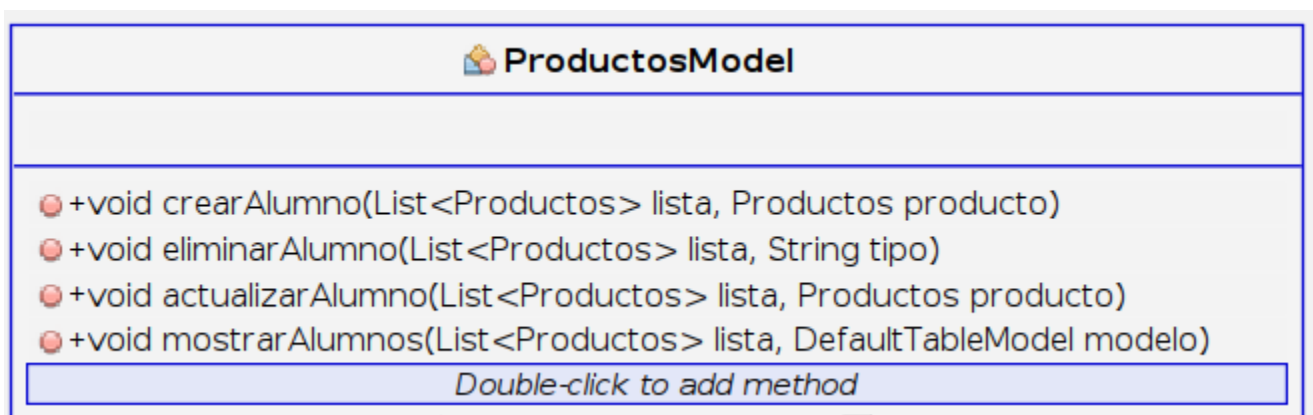 ProductosModel
+void crearAlumno(List<Productos> lista, Productos producto)
+void eliminarAlumno(List<Productos> lista, String tipo)
+void actualizarAlumno(List<Productos> lista, Productos producto)
+void mostrarAlumnos(List<Productos> lista, DefaultTableModel modelo)
Double-click to add method